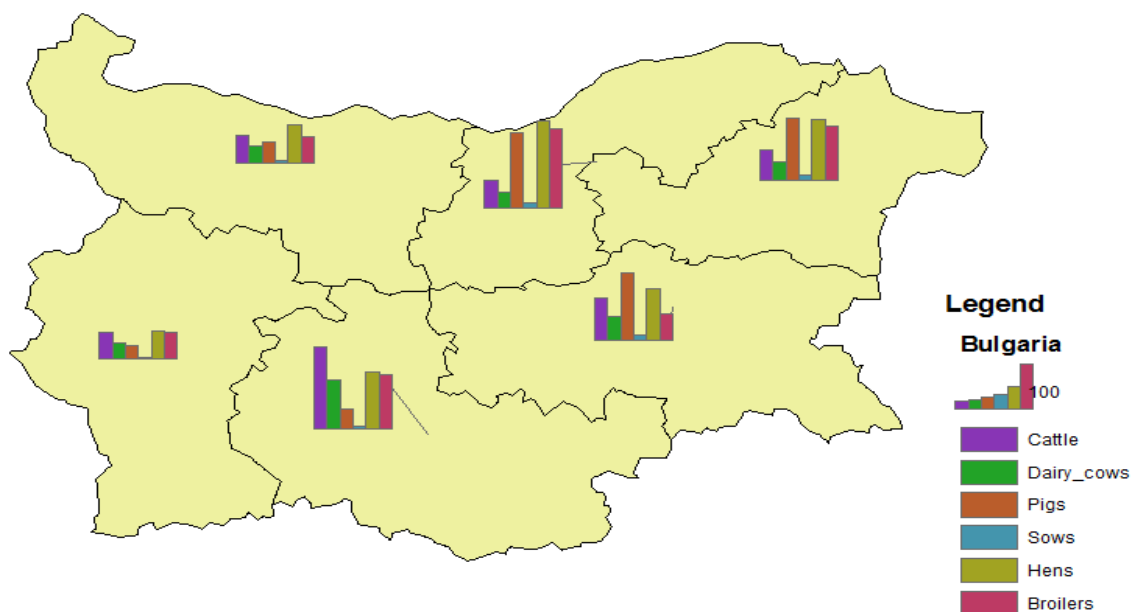 Legend
Bulgaria
100
Cattle
Dairy_cows
Pigs
Sows
Hens
Broilers